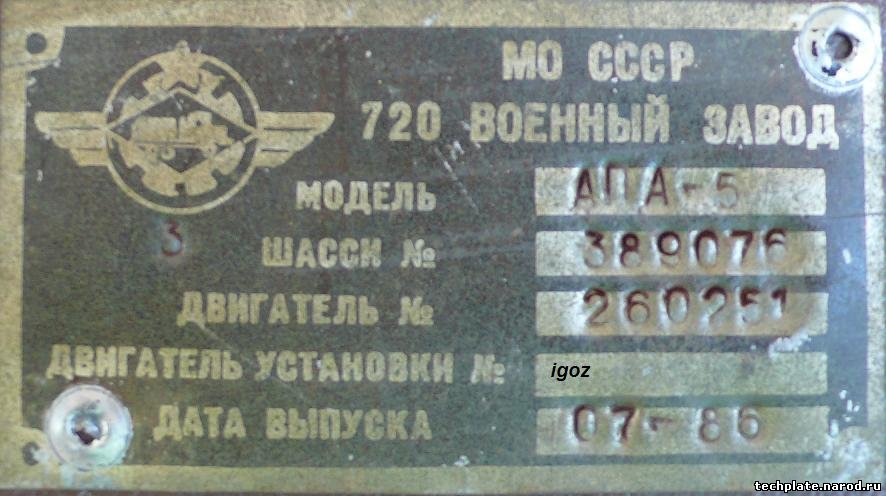 МО СССР
720 ВОЕННЫЙ ЗАВОД
МОДЕЛЬ АПА-5
З
ШАССИ № 389076
ДВИГАТЕЛЬ № 260251
ДВИГАТЕЛЬ УСТАНОВКИ № igoz
ДАТА ВЫПУСКА 07-86
techplate.narod.ru